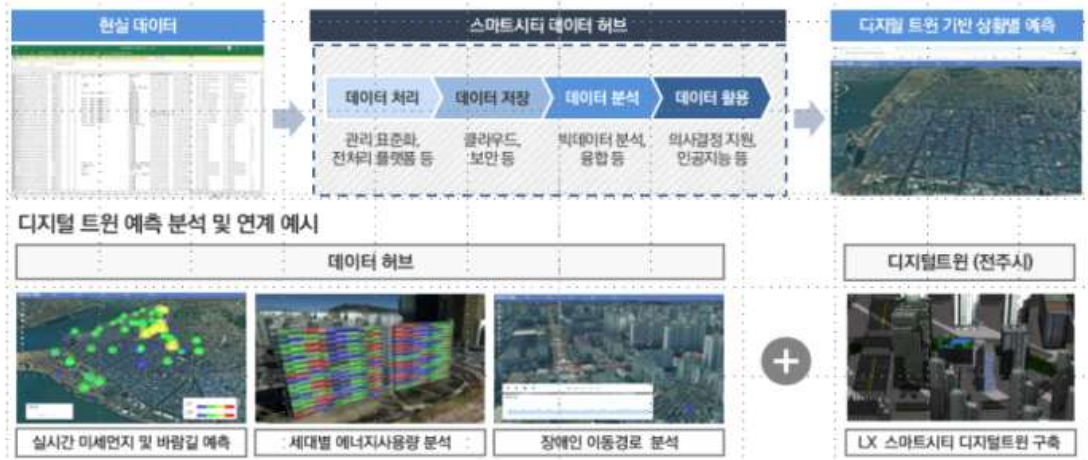 현실 데이터
스마트시티 데이터 허브
디지털 트윈 기반 상황별 예측
데이터 처리
데이터 저장
데이터 분석
데이터 활용
관리 표준화,
전처리 플랫폼 등
클라우드,
보안 등
빅데이터 분석,
융합 등
의사결정 지원,
인공지능 등
디지털 트윈 예측 분석 및 연계 예시
데이터 허브
디지털트윈 (전주시)
실시간 미세먼지 및 바람길 예측
세대별 에너지사용량 분석
장애인 이동경로 분석
LX 스마트시티 디지털트윈 구축